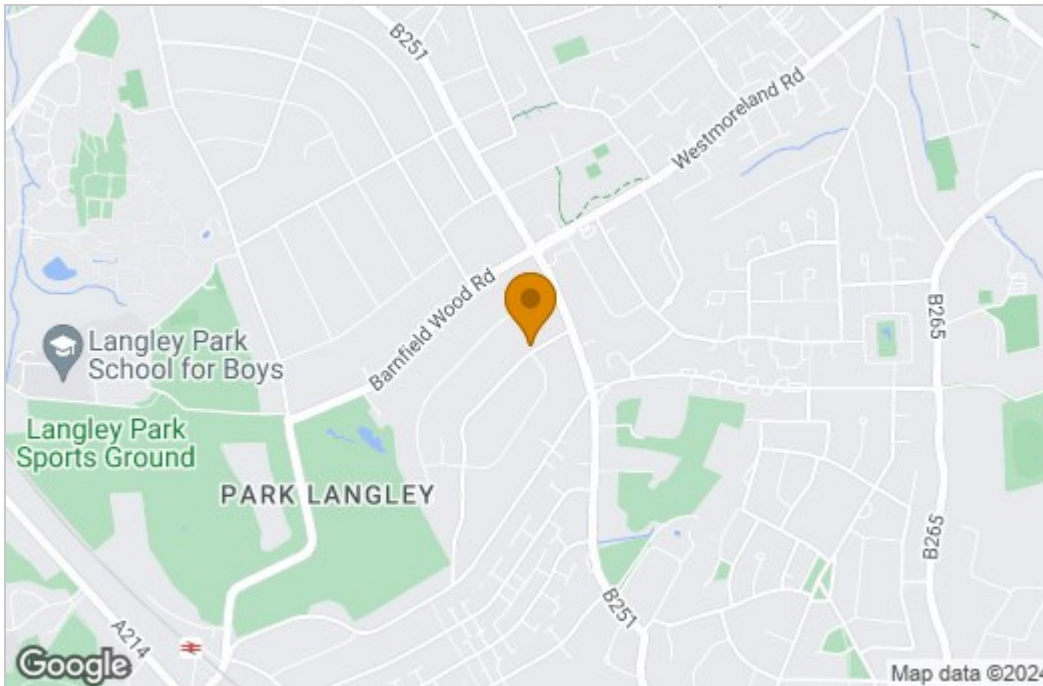 B251
Westmoreland Rd
Barnfield Wood Rd
B265
Langley Park
School for Boys
Langley Park
Sports Ground
PARK LANGLEY
B265
A214
B251
Google
Map data ©2024